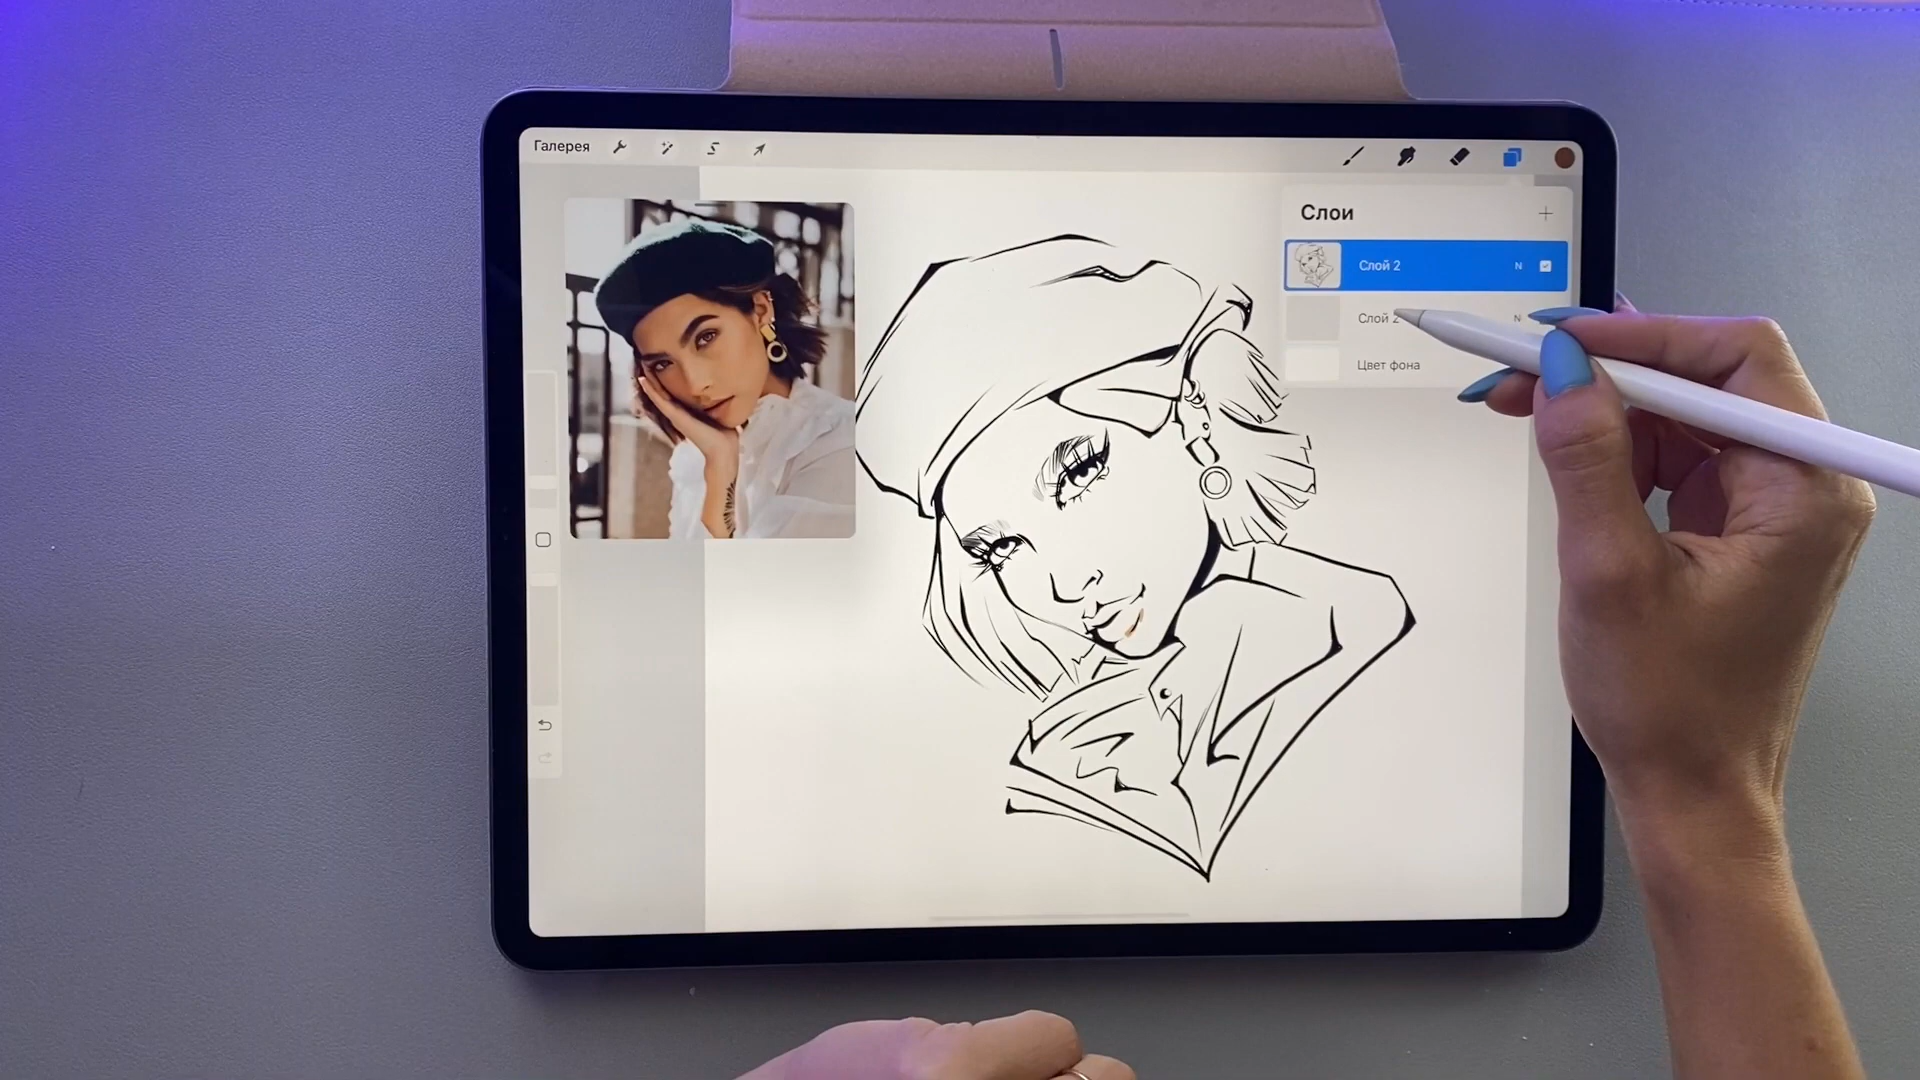 Галерея
Слои
Слой 2
N
Слой 2
N
Цвет фона